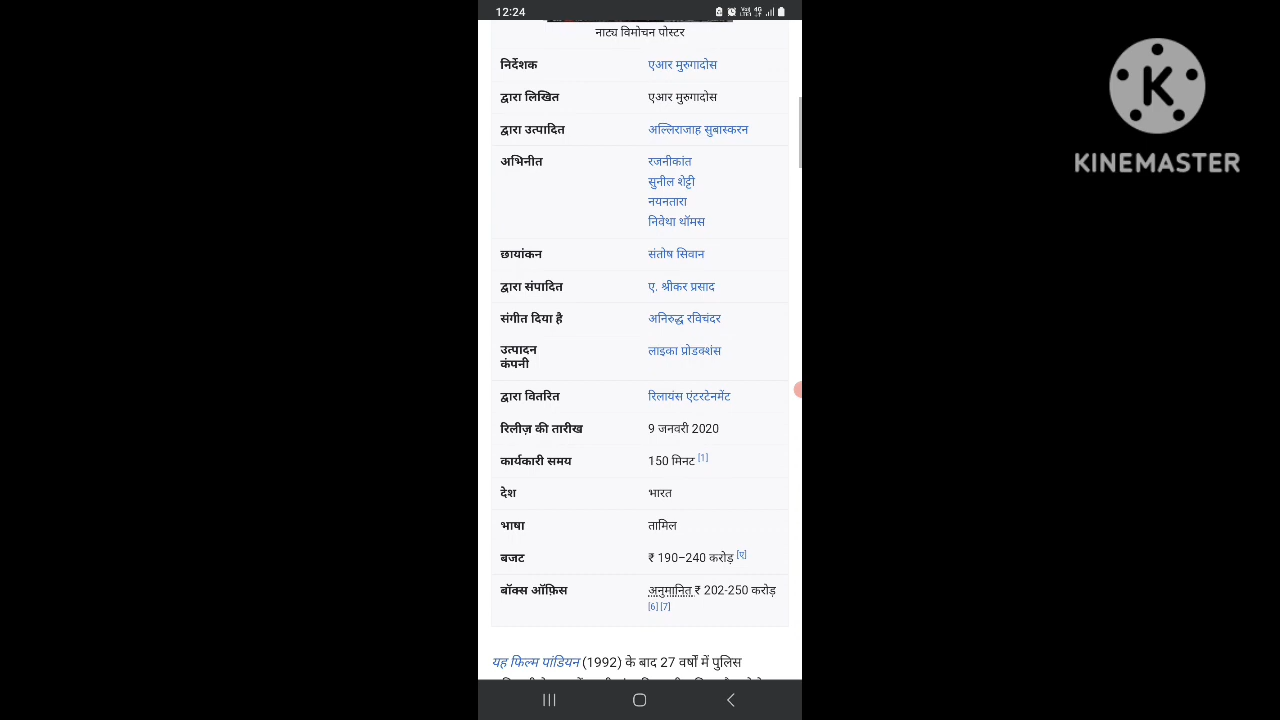 12:24
नाट्य विमोचन पोस्टर
निर्देशक एआर मुरुगादोस
द्वारा लिखित एआर मुरुगादोस
द्वारा उत्पादित अल्लिराजाह सुबास्करन
अभिनीत रजनीकांत
सुनील शेट्टी
नयनतारा
निवेथा थॉमस
छायांकन संतोष सिवान
द्वारा संपादित ए. श्रीकर प्रसाद
संगीत दिया है अनिरुद्ध रविचंदर
उत्पादन
कंपनी लाइका प्रोडक्शंस
द्वारा वितरित रिलायंस एंटरटेनमेंट
रिलीज़ की तारीख 9 जनवरी 2020
कार्यकारी समय 150 मिनट [1]
देश भारत
भाषा तामिल
बजट ₹ 190–240 करोड़ [ए]
बॉक्स ऑफ़िस अनुमानित ₹ 202-250 करोड़
[6] [7]
यह फिल्म पांडियन (1992) के बाद 27 वर्षों में पुलिस
KINEMASTER